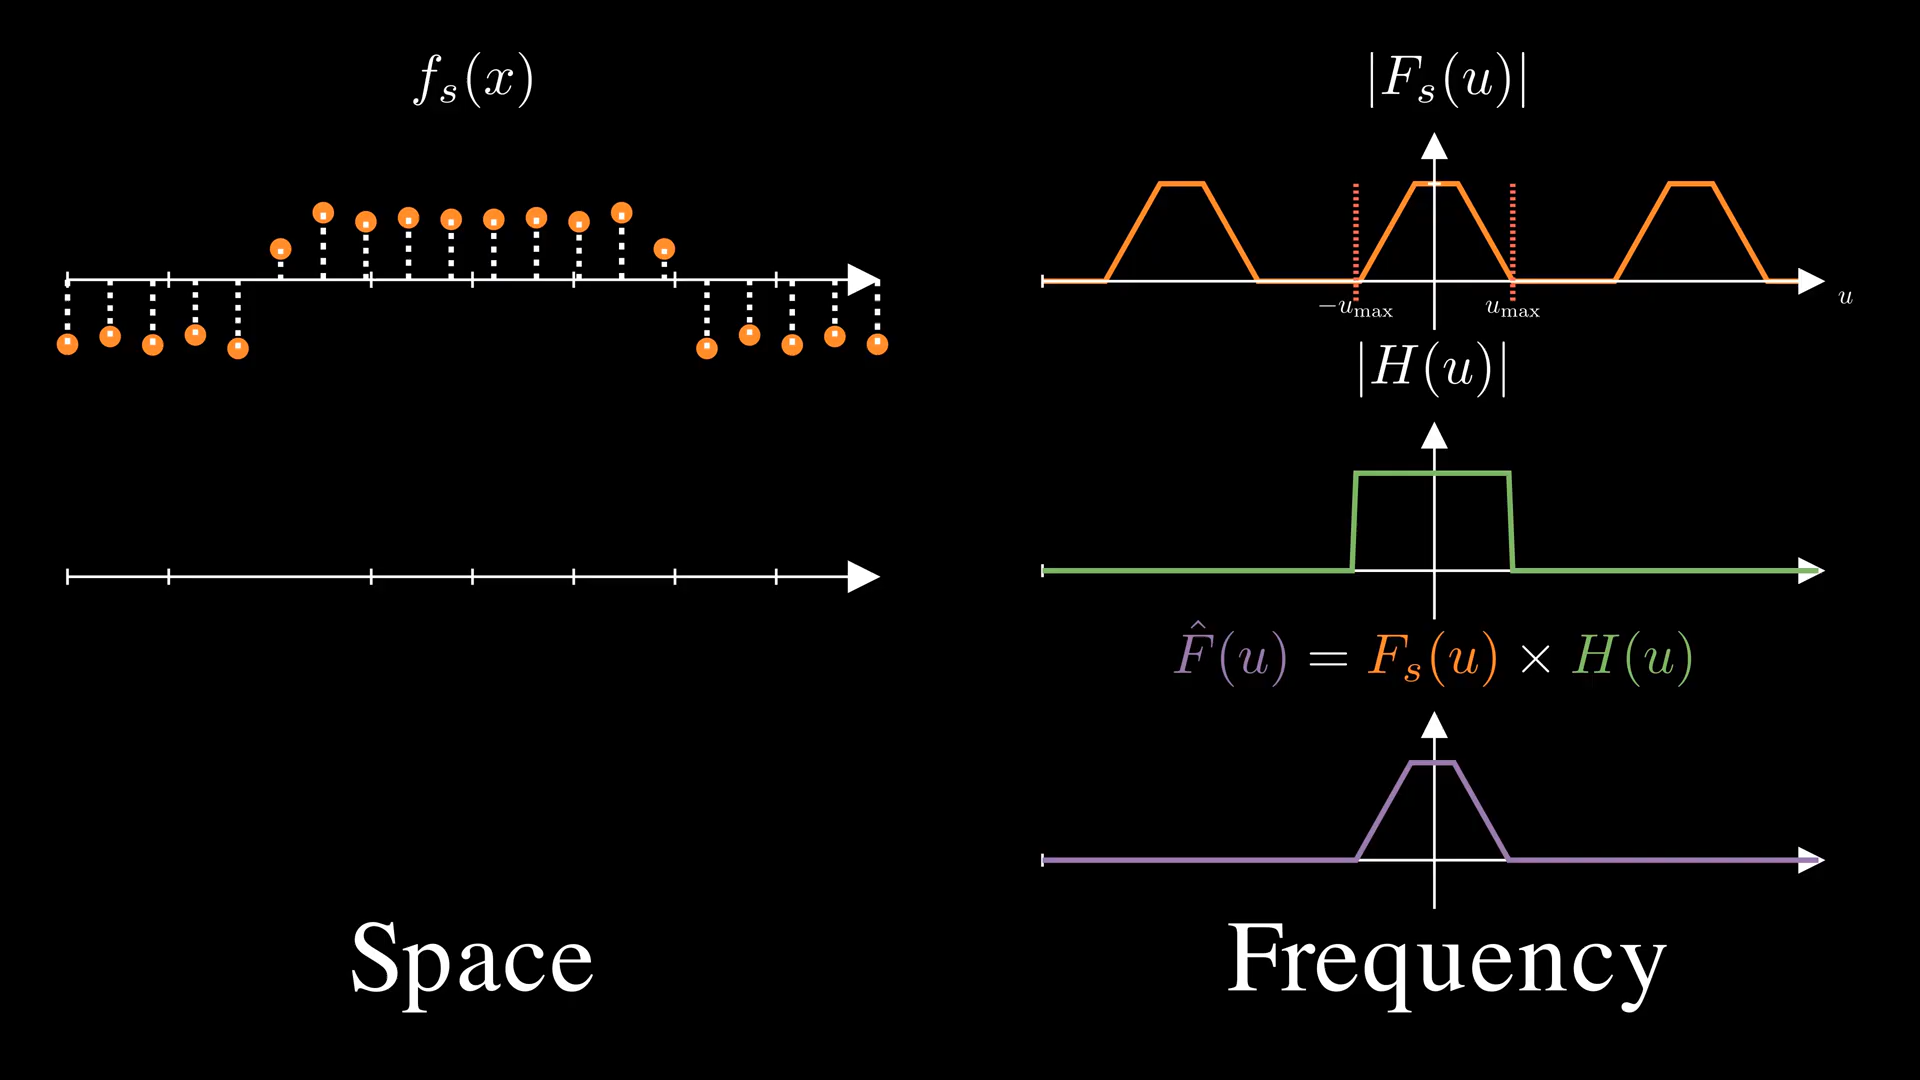 f_s(x)
|F_s(u)|
−u_max u_max u
|H(u)|
F̂(u) = F_s(u) × H(u)
Space
Frequency